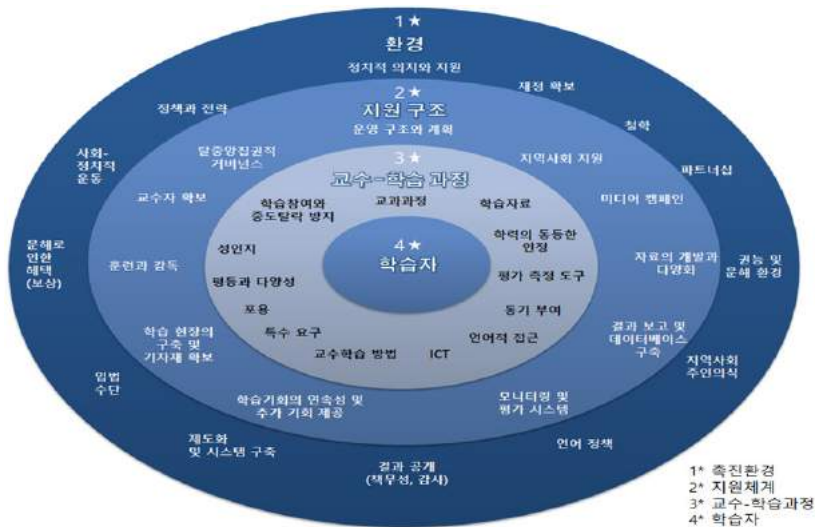 1★
환경
정치적 의지와 지원
재정 확보
정책과 전략
철학
사회-
정치적
운동
파트너십
문해로
인한
혜택
(보상)
권능 및
문해 환경
입법
수단
지역사회
주인의식
제도화
및 시스템 구축
언어 정책
결과 공개
(책무성, 감사)
2★
지원 구조
운영 구조와 계획
탈중앙집권적
거버넌스
지역사회 지원
교수자 확보
미디어 캠페인
훈련과 감독
자료의 개발과
다양화
학습 현장의
구축 및
기자재 확보
결과 보고 및
데이터베이스
구축
학습기회의 연속성 및
추가 기회 제공
모니터링 및
평가 시스템
3★
교수-학습 과정
학습참여와
중도탈락 방지
교과과정
학습자료
성인지
학력의 동등한
인정
평등과 다양성
평가 측정 도구
포용
동기 부여
특수 요구
언어적 접근
교수학습 방법
ICT
4★
학습자
1* 촉진환경
2* 지원체계
3* 교수-학습과정
4* 학습자